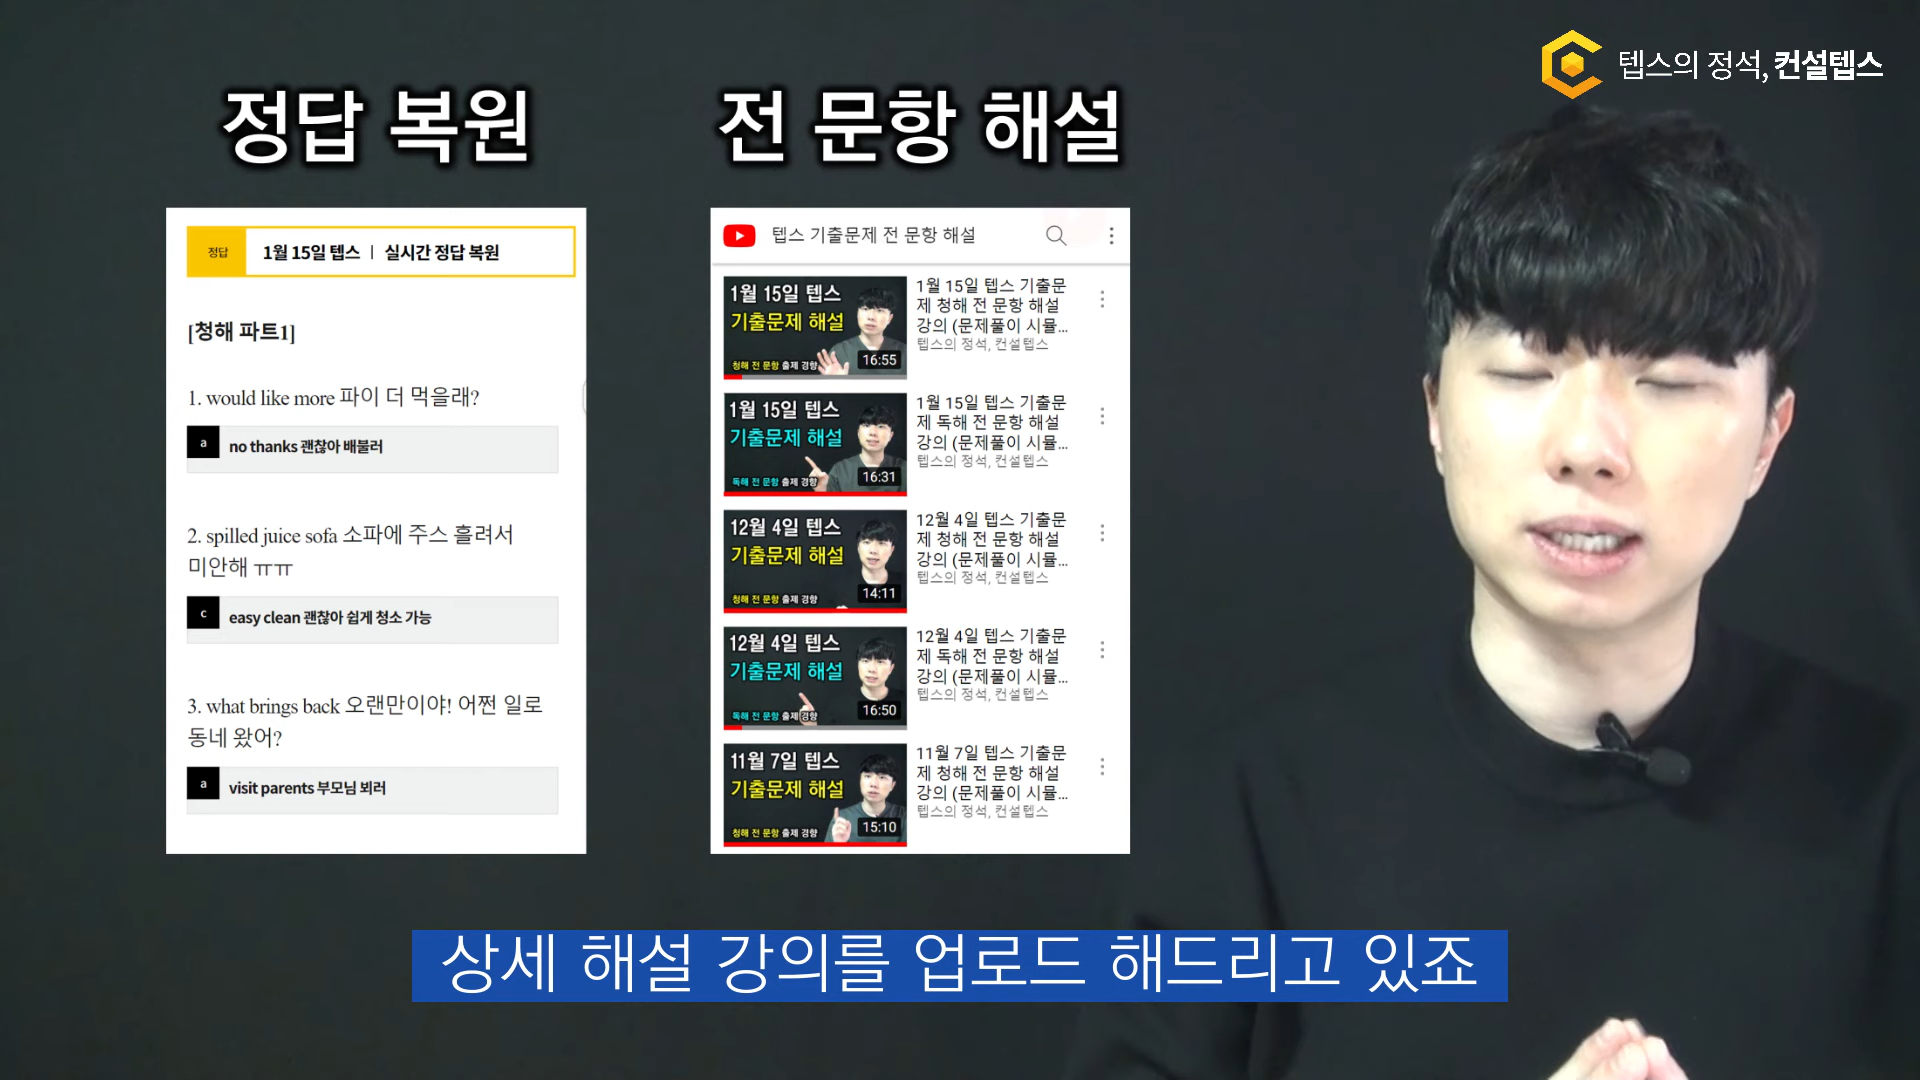 텝스의 정석, 컨설텝스
정답 복원
정답
1월 15일 텝스 | 실시간 정답 복원
[청해 파트1]
1. would like more 파이 더 먹을래?
a
no thanks 괜찮아 배불러
2. spilled juice sofa 소파에 주스 흘려서
미안해 ㅠㅠ
c
easy clean 괜찮아 쉽게 청소 가능
3. what brings back 오랜만이야! 어쩐 일로
동네 왔어?
a
visit parents 부모님 뵈러
전 문항 해설
텝스 기출문제 전 문항 해설
1월 15일 텝스
기출문제 해설
청해 전 문항 출제 경향
16:55
1월 15일 텝스 기출문
제 청해 전 문항 해설
강의 (문제풀이 시뮬...
텝스의 정석, 컨설텝스
1월 15일 텝스
기출문제 해설
독해 전 문항 출제 경향
16:31
1월 15일 텝스 기출문
제 독해 전 문항 해설
강의 (문제풀이 시뮬...
텝스의 정석, 컨설텝스
12월 4일 텝스
기출문제 해설
청해 전 문항 출제 경향
14:11
12월 4일 텝스 기출문
제 청해 전 문항 해설
강의 (문제풀이 시뮬...
텝스의 정석, 컨설텝스
12월 4일 텝스
기출문제 해설
독해 전 문항 출제 경향
16:50
12월 4일 텝스 기출문
제 독해 전 문항 해설
강의 (문제풀이 시뮬...
텝스의 정석, 컨설텝스
11월 7일 텝스
기출문제 해설
청해 전 문항 출제 경향
15:10
11월 7일 텝스 기출문
제 청해 전 문항 해설
강의 (문제풀이 시뮬...
텝스의 정석, 컨설텝스
상세 해설 강의를 업로드 해드리고 있죠